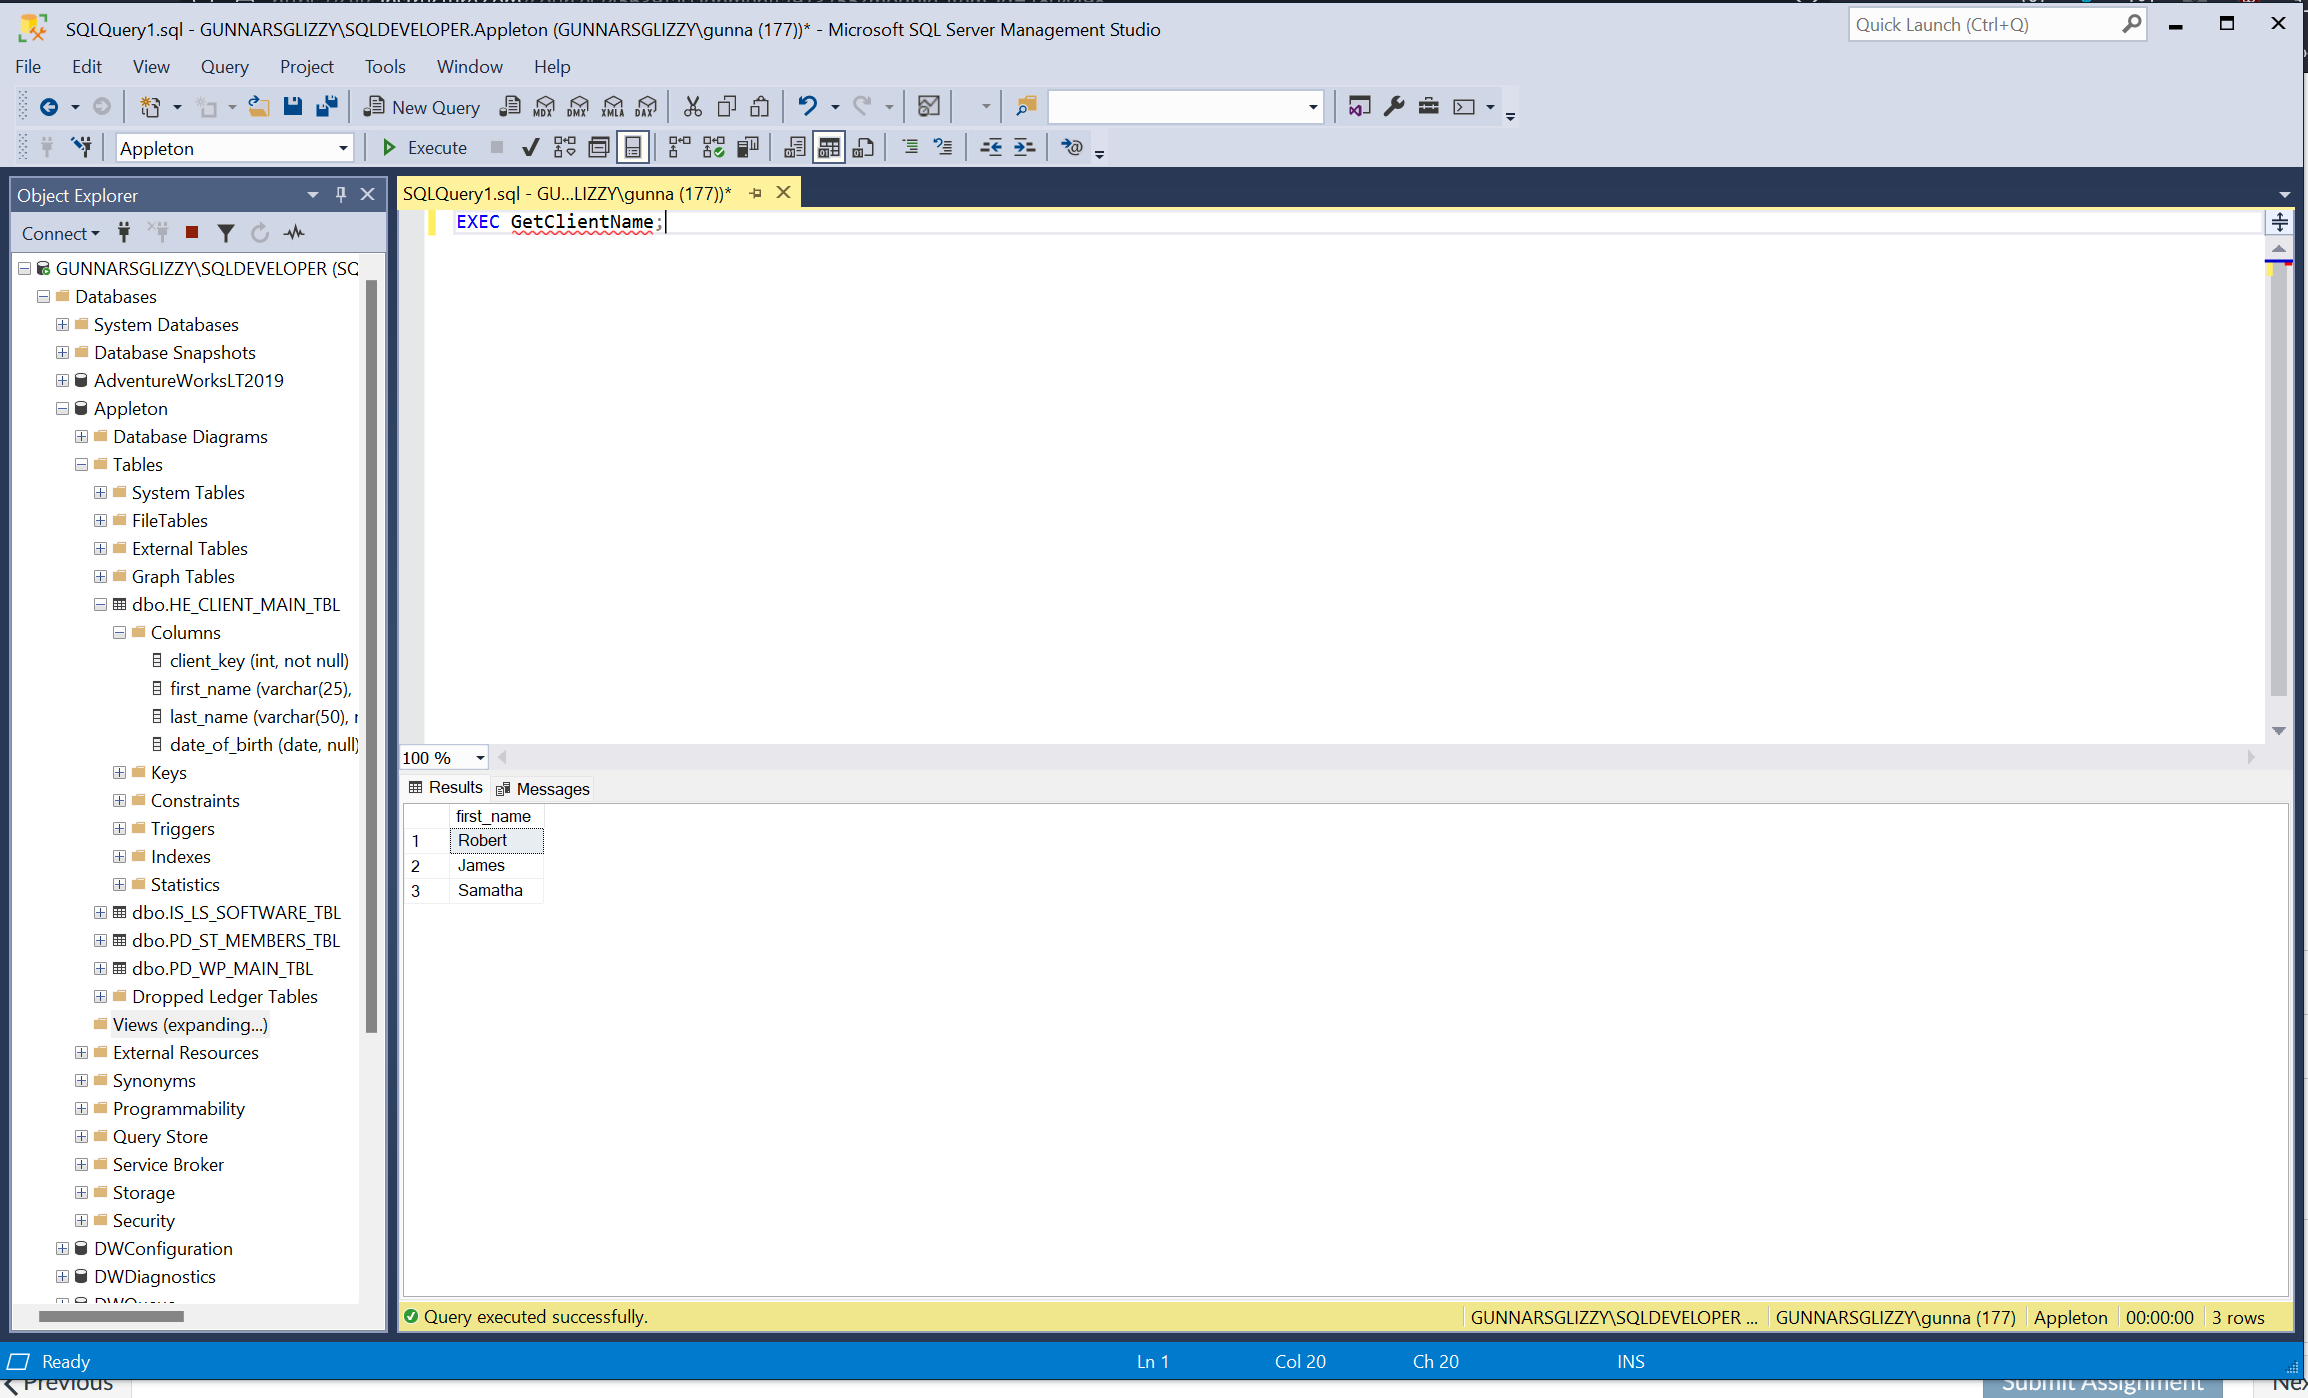 SQLQuery1.sql - GUNNARSGLIZZY\SQLDEVELOPER.Appleton (GUNNARSGLIZZY\gunna (177))* - Microsoft SQL Server Management Studio
Quick Launch (Ctrl+Q)
File Edit View Query Project Tools Window Help
New Query MDX DMX XMLA DAX
Appleton Execute
Object Explorer
SQLQuery1.sql - GU...LIZZY\gunna (177))*
Connect
EXEC GetClientName;
GUNNARSGLIZZY\SQLDEVELOPER (SQ
Databases
System Databases
Database Snapshots
AdventureWorksLT2019
Appleton
Database Diagrams
Tables
System Tables
FileTables
External Tables
Graph Tables
dbo.HE_CLIENT_MAIN_TBL
Columns
client_key (int, not null)
first_name (varchar(25),
last_name (varchar(50), r
date_of_birth (date, null)
Keys
Constraints
Triggers
Indexes
Statistics
dbo.IS_LS_SOFTWARE_TBL
dbo.PD_ST_MEMBERS_TBL
dbo.PD_WP_MAIN_TBL
Dropped Ledger Tables
Views (expanding...)
External Resources
Synonyms
Programmability
Query Store
Service Broker
Storage
Security
DWConfiguration
DWDiagnostics
DWQueue
100 %
Results Messages
first_name
1 Robert
2 James
3 Samatha
Query executed successfully.
GUNNARSGLIZZY\SQLDEVELOPER ... GUNNARSGLIZZY\gunna (177) Appleton 00:00:00 3 rows
Ready Ln 1 Col 20 Ch 20 INS
Previous Submit Assignment Nex